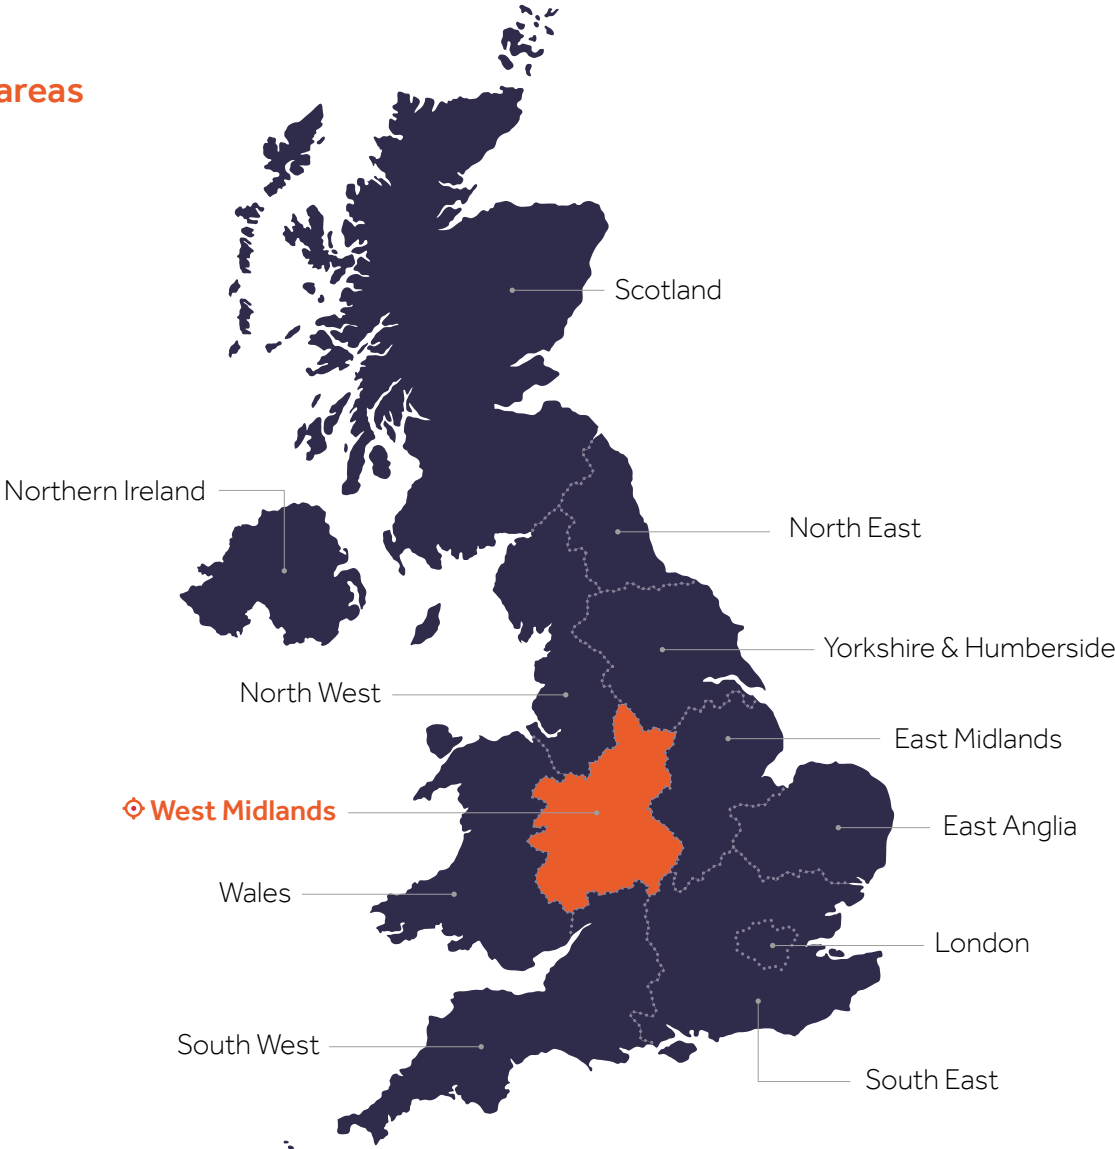 areas
Scotland
Northern Ireland
North East
Yorkshire & Humberside
North West
East Midlands
West Midlands
East Anglia
Wales
London
South West
South East